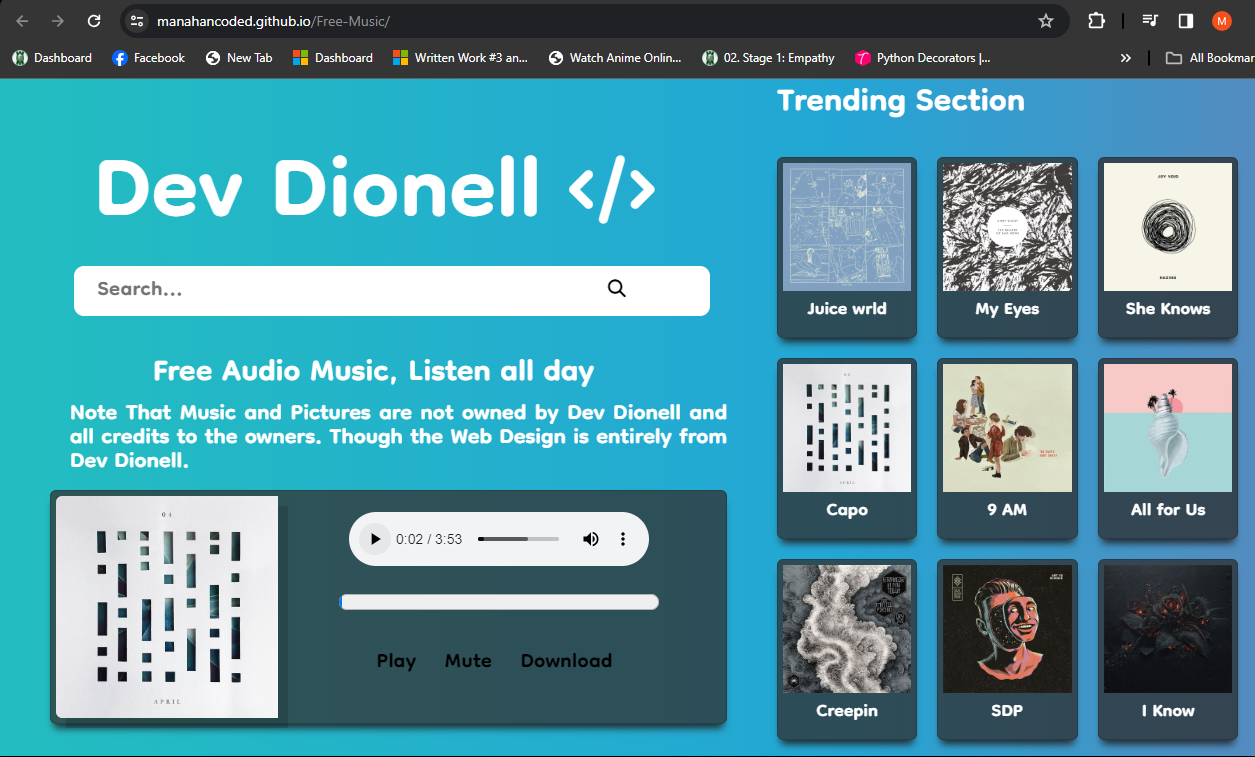 manahancoded.github.io/Free-Music/
M
Dashboard
Facebook
New Tab
Dashboard
Written Work #3 an...
Watch Anime Onlin...
02. Stage 1: Empathy
Python Decorators |...
»
All Bookmar
Dev Dionell </>
Search...
Free Audio Music, Listen all day
Note That Music and Pictures are not owned by Dev Dionell and
all credits to the owners. Though the Web Design is entirely from
Dev Dionell.
04
APRIL
0:02 / 3:53
Play Mute Download
Trending Section
Juice wrld
My Eyes
She Knows
APRIL
Capo
9 AM
All for Us
Creepin
SDP
I Know